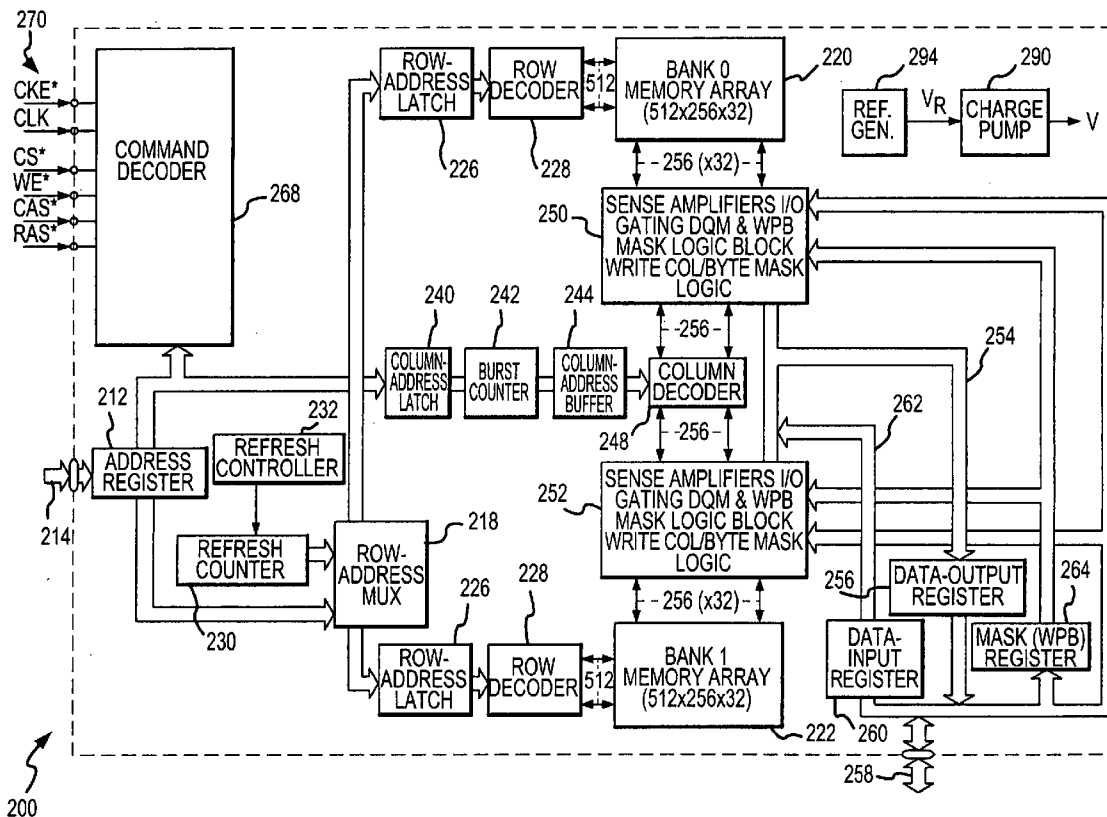 270
CKE*
CLK
CS*
WE*
CAS*
RAS*
COMMAND
DECODER
268
ROW-
ADDRESS
LATCH
226
ROW
DECODER
228
512
BANK 0
MEMORY ARRAY
(512x256x32)
220
294
REF.
GEN.
VR
290
CHARGE
PUMP
V
256 (x32)
250
SENSE AMPLIFIERS I/O
GATING DQM & WPB
MASK LOGIC BLOCK
WRITE COL/BYTE MASK
LOGIC
240
242
244
256
COLUMN-
ADDRESS
LATCH
BURST
COUNTER
COLUMN-
ADDRESS
BUFFER
COLUMN
DECODER
248
256
254
262
212
232
ADDRESS
REGISTER
214
REFRESH
CONTROLLER
REFRESH
COUNTER
230
218
ROW-
ADDRESS
MUX
252
SENSE AMPLIFIERS I/O
GATING DQM & WPB
MASK LOGIC BLOCK
WRITE COL/BYTE MASK
LOGIC
256 (x32)
226
ROW-
ADDRESS
LATCH
228
ROW
DECODER
512
BANK 1
MEMORY ARRAY
(512x256x32)
222
256
DATA-OUTPUT
REGISTER
264
DATA-
INPUT
REGISTER
260
MASK (WPB)
REGISTER
258
200